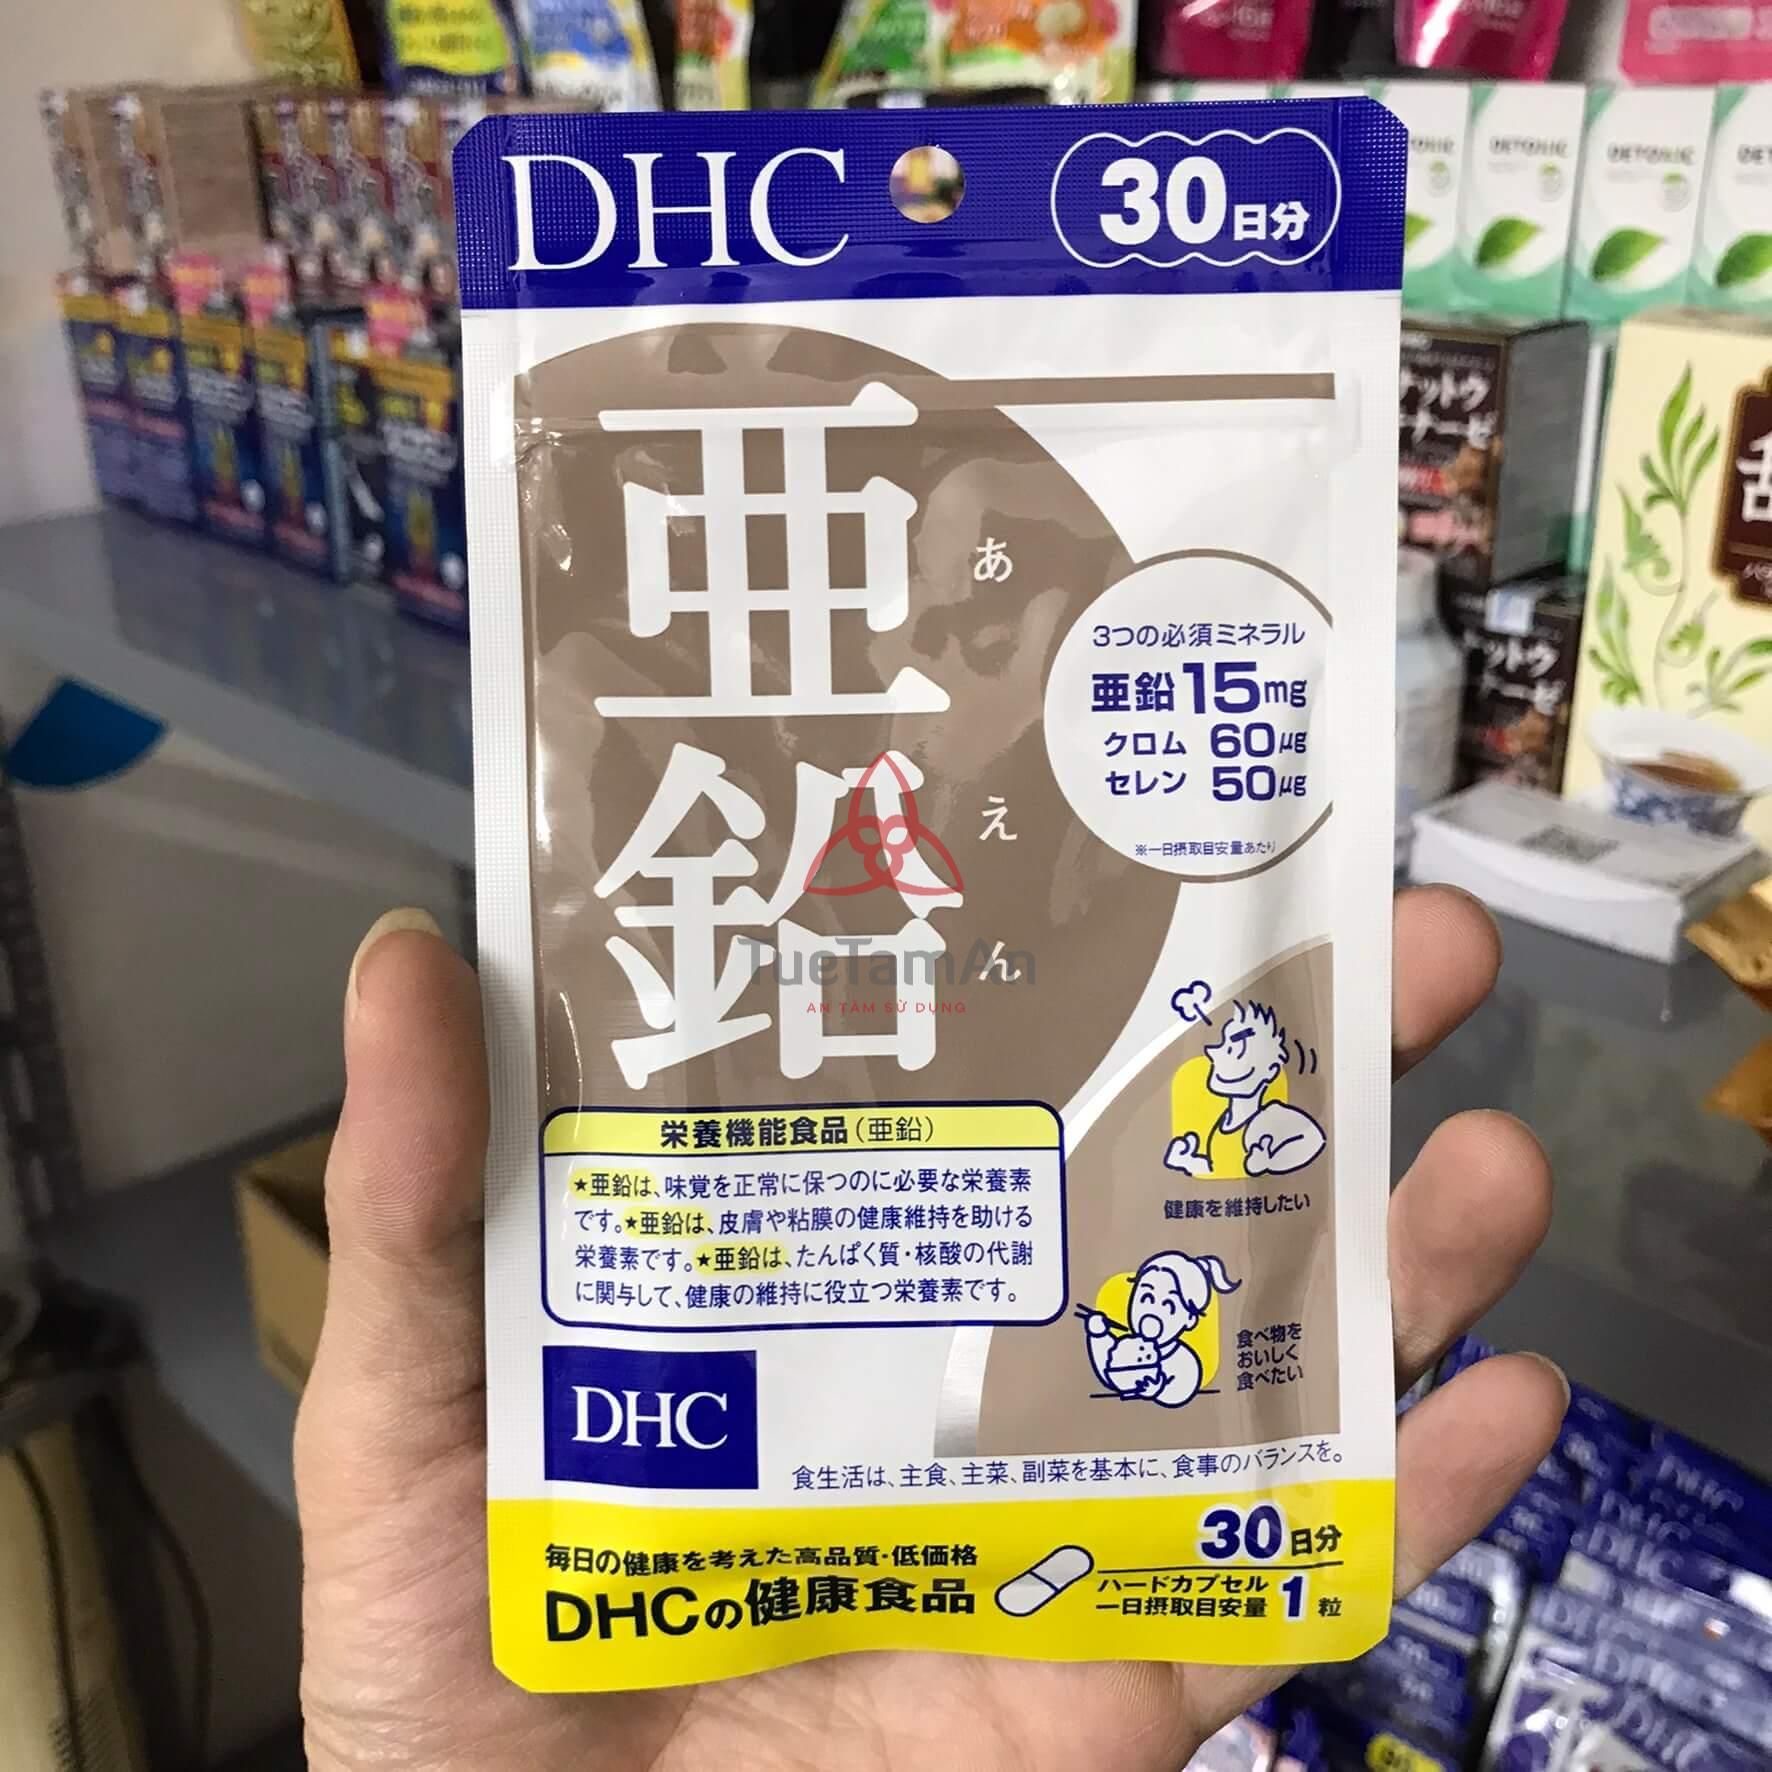 DHC
30日分
亜鉛
あえん
3つの必須ミネラル
亜鉛15mg
クロム 60μg
セレン 50μg
※一日摂取目安量あたり
TueTamAn
AN TÂM SỬ DỤNG
健康を維持したい
栄養機能食品(亜鉛)
★亜鉛は、味覚を正常に保つのに必要な栄養素
です。★亜鉛は、皮膚や粘膜の健康維持を助ける
栄養素です。★亜鉛は、たんぱく質・核酸の代謝
に関与して、健康の維持に役立つ栄養素です。
食べ物を
おいしく
食べたい
DHC
食生活は、主食、主菜、副菜を基本に、食事のバランスを。
毎日の健康を考えた高品質・低価格
DHCの健康食品
30日分
ハードカプセル
一日摂取目安量 1粒
DETOXIC
DETOXIC
DHC
DHC